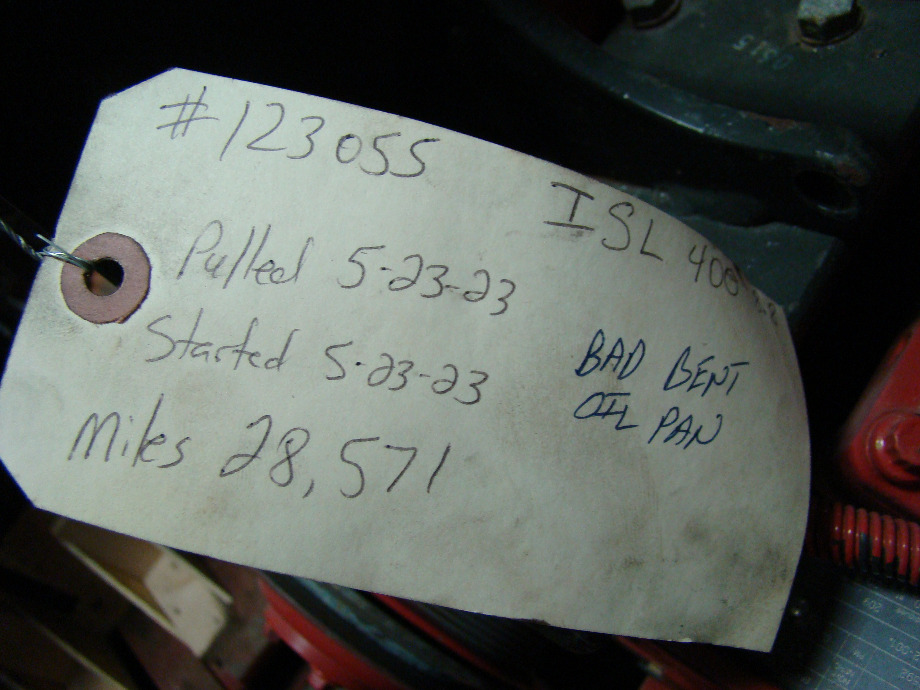 #123055
ISL 400
Pulled 5-23-23
Started 5-23-23
Miles 28,571
BAD BENT
OIL PAN